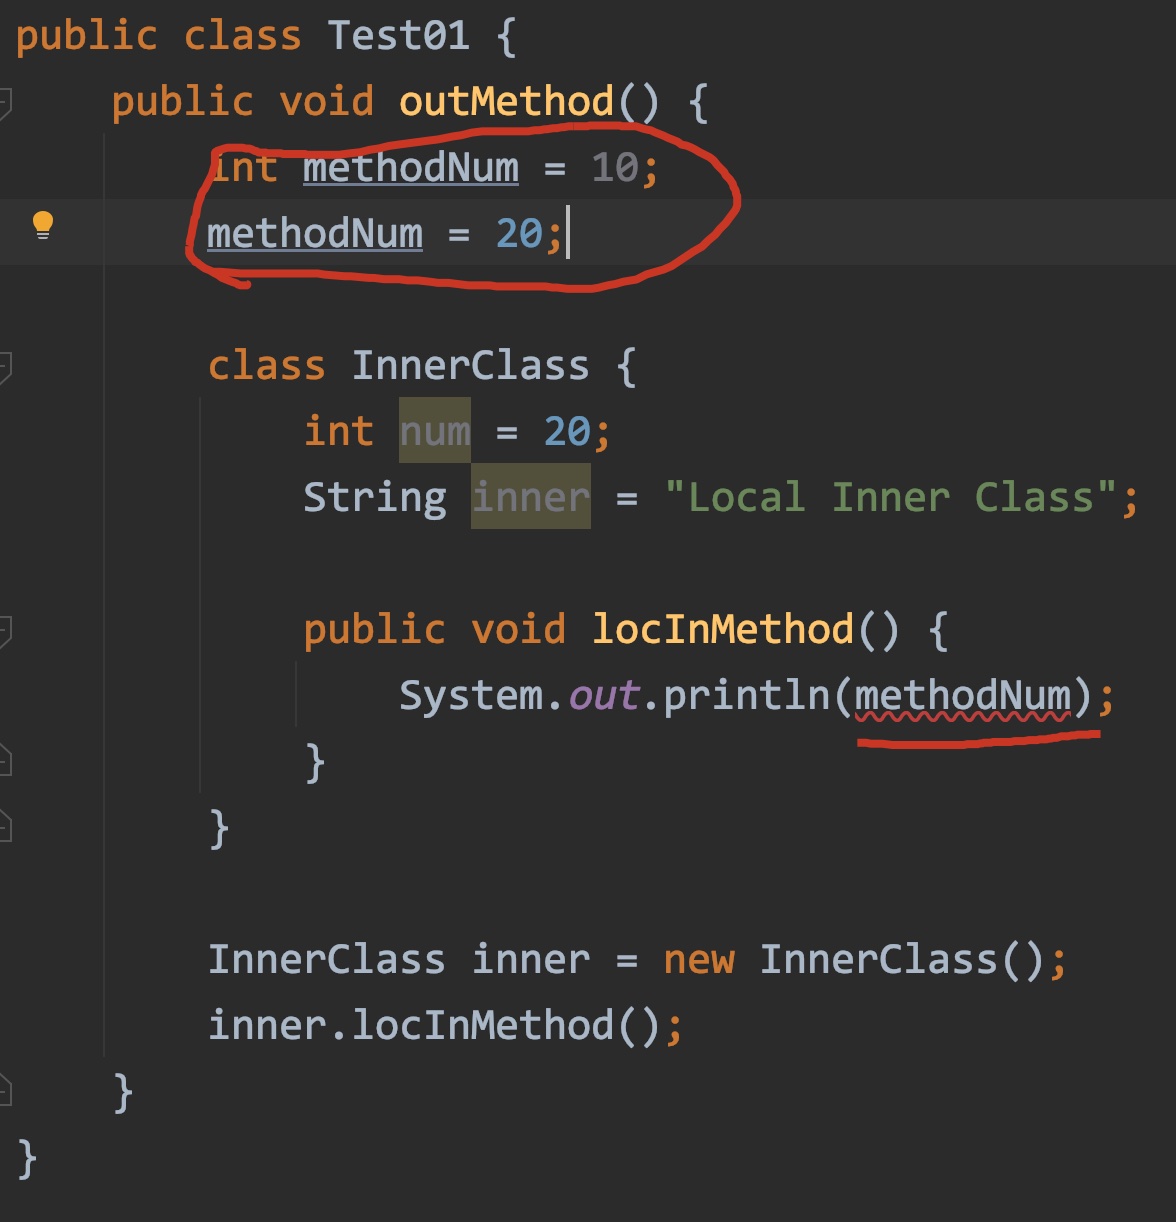 public class Test01 {
public void outMethod() {
int methodNum = 10;
methodNum = 20;
class InnerClass {
int num = 20;
String inner = "Local Inner Class";
public void locInMethod() {
System.out.println(methodNum);
}
}
InnerClass inner = new InnerClass();
inner.locInMethod();
}
}